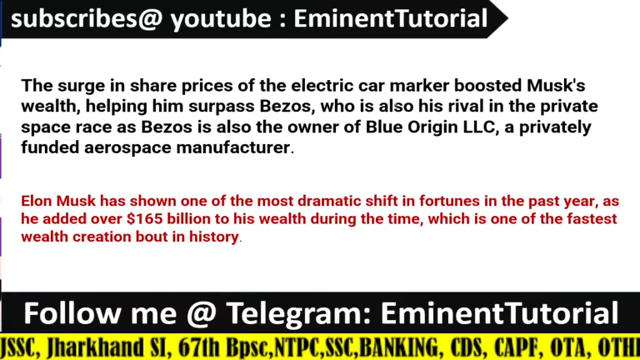 subscribes@ youtube : EminentTutorial
The surge in share prices of the electric car marker boosted Musk's
wealth, helping him surpass Bezos, who is also his rival in the private
space race as Bezos is also the owner of Blue Origin LLC, a privately
funded aerospace manufacturer.
Elon Musk has shown one of the most dramatic shift in fortunes in the past year, as
he added over $165 billion to his wealth during the time, which is one of the fastest
wealth creation bout in history.
Follow me @ Telegram: EminentTutorial
JSSC, Jharkhand SI, 67th Bpsc,NTPC,SSC,BANKING, CDS, CAPF, OTA, OTH